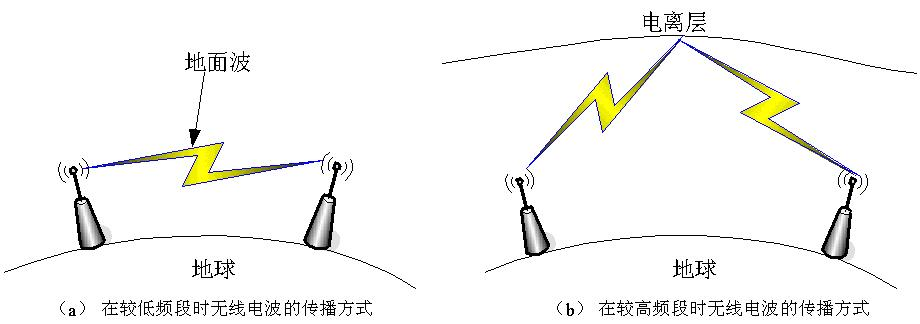 地面波
地球
（a） 在较低频段时无线电波的传播方式
电离层
地球
（b） 在较高频段时无线电波的传播方式